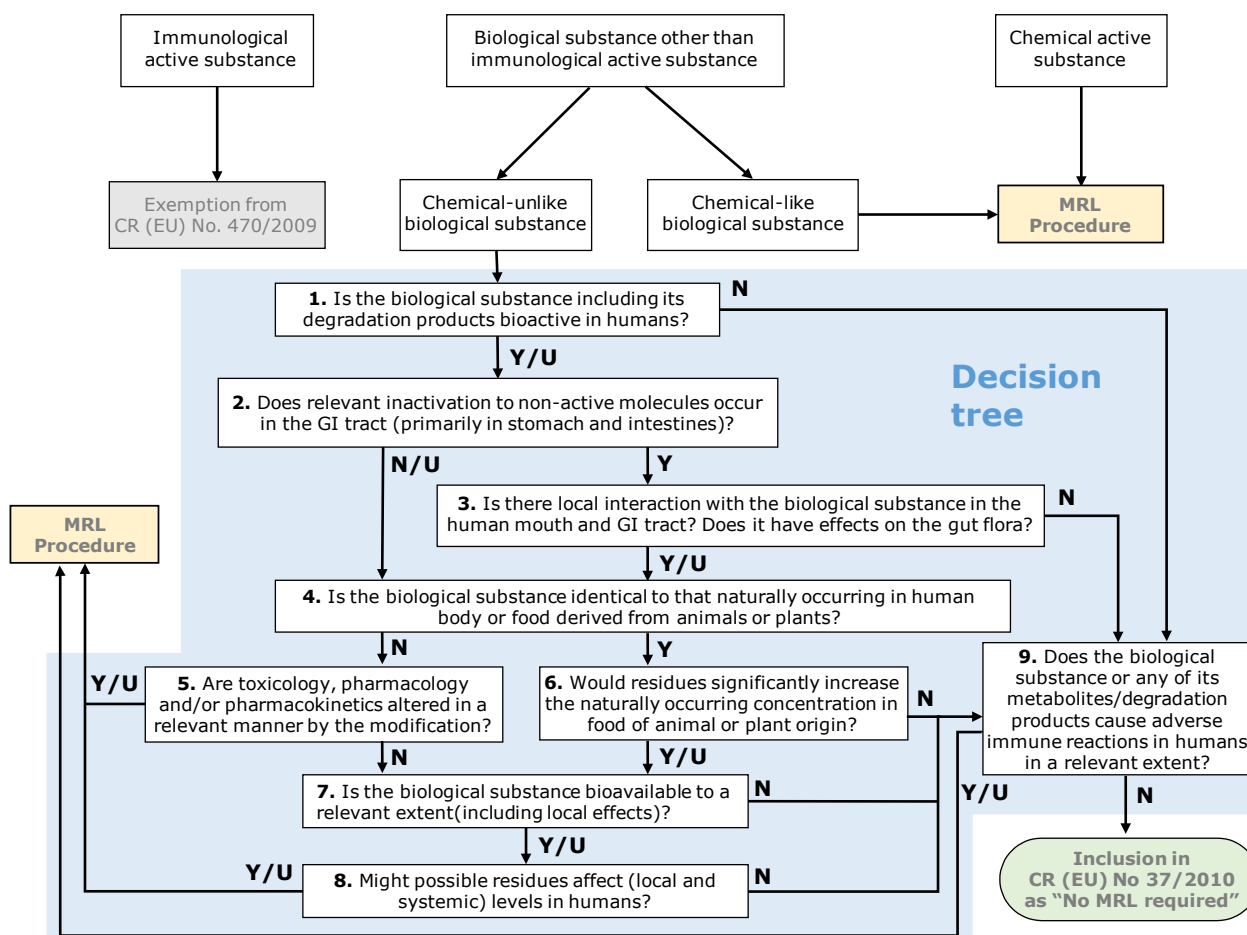 Immunological
active substance
Biological substance other than
immunological active substance
Chemical active
substance
Exemption from
CR (EU) No. 470/2009
Chemical-unlike
biological substance
Chemical-like
biological substance
MRL
Procedure
1. Is the biological substance including its
degradation products bioactive in humans?
N
Y/U
Decision
tree
2. Does relevant inactivation to non-active molecules occur
in the GI tract (primarily in stomach and intestines)?
N/U
Y
3. Is there local interaction with the biological substance in the
human mouth and GI tract? Does it have effects on the gut flora?
N
Y/U
MRL
Procedure
4. Is the biological substance identical to that naturally occurring in human
body or food derived from animals or plants?
N
Y
Y/U
5. Are toxicology, pharmacology
and/or pharmacokinetics altered in a
relevant manner by the modification?
N
6. Would residues significantly increase
the naturally occurring concentration in
food of animal or plant origin?
N
Y/U
9. Does the biological
substance or any of its
metabolites/degradation
products cause adverse
immune reactions in humans
in a relevant extent?
Y/U
N
7. Is the biological substance bioavailable to a
relevant extent(including local effects)?
N
Y/U
Y/U
8. Might possible residues affect (local and
systemic) levels in humans?
N
Inclusion in
CR (EU) No 37/2010
as “No MRL required”